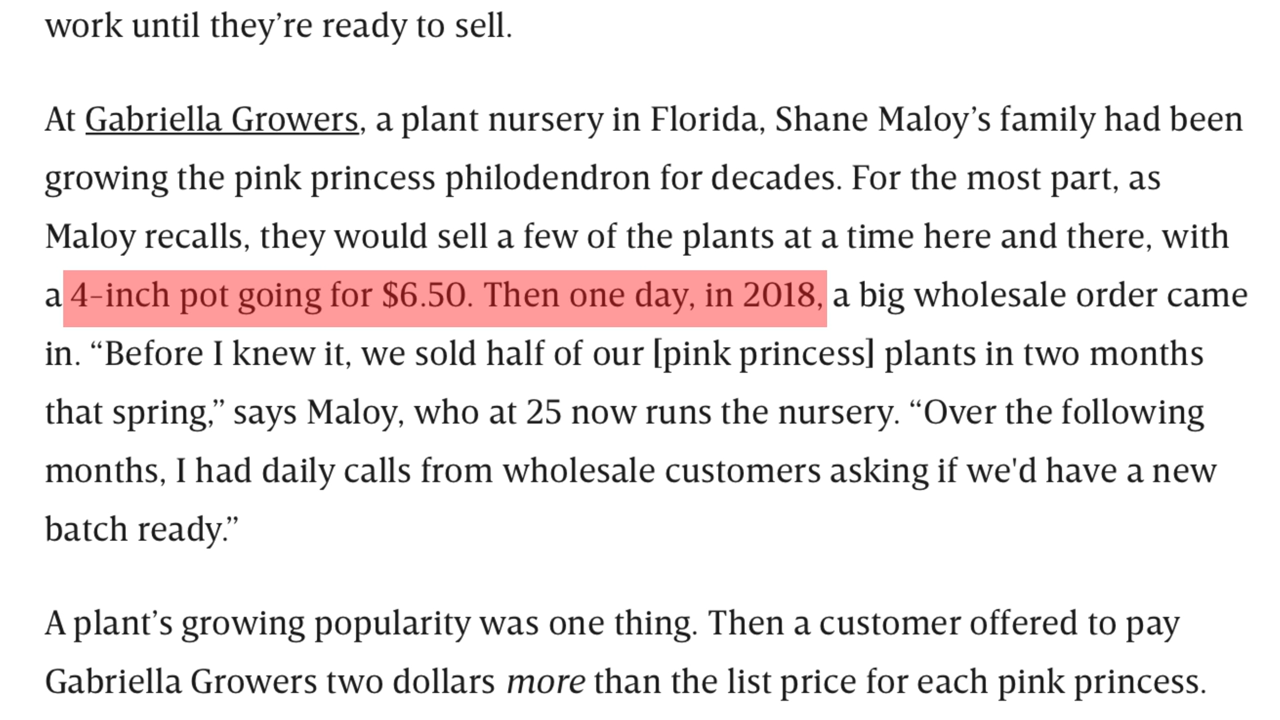 work until they’re ready to sell.
At Gabriella Growers, a plant nursery in Florida, Shane Maloy’s family had been
growing the pink princess philodendron for decades. For the most part, as
Maloy recalls, they would sell a few of the plants at a time here and there, with
a 4-inch pot going for $6.50. Then one day, in 2018, a big wholesale order came
in. “Before I knew it, we sold half of our [pink princess] plants in two months
that spring,” says Maloy, who at 25 now runs the nursery. “Over the following
months, I had daily calls from wholesale customers asking if we'd have a new
batch ready.”
A plant’s growing popularity was one thing. Then a customer offered to pay
Gabriella Growers two dollars more than the list price for each pink princess.